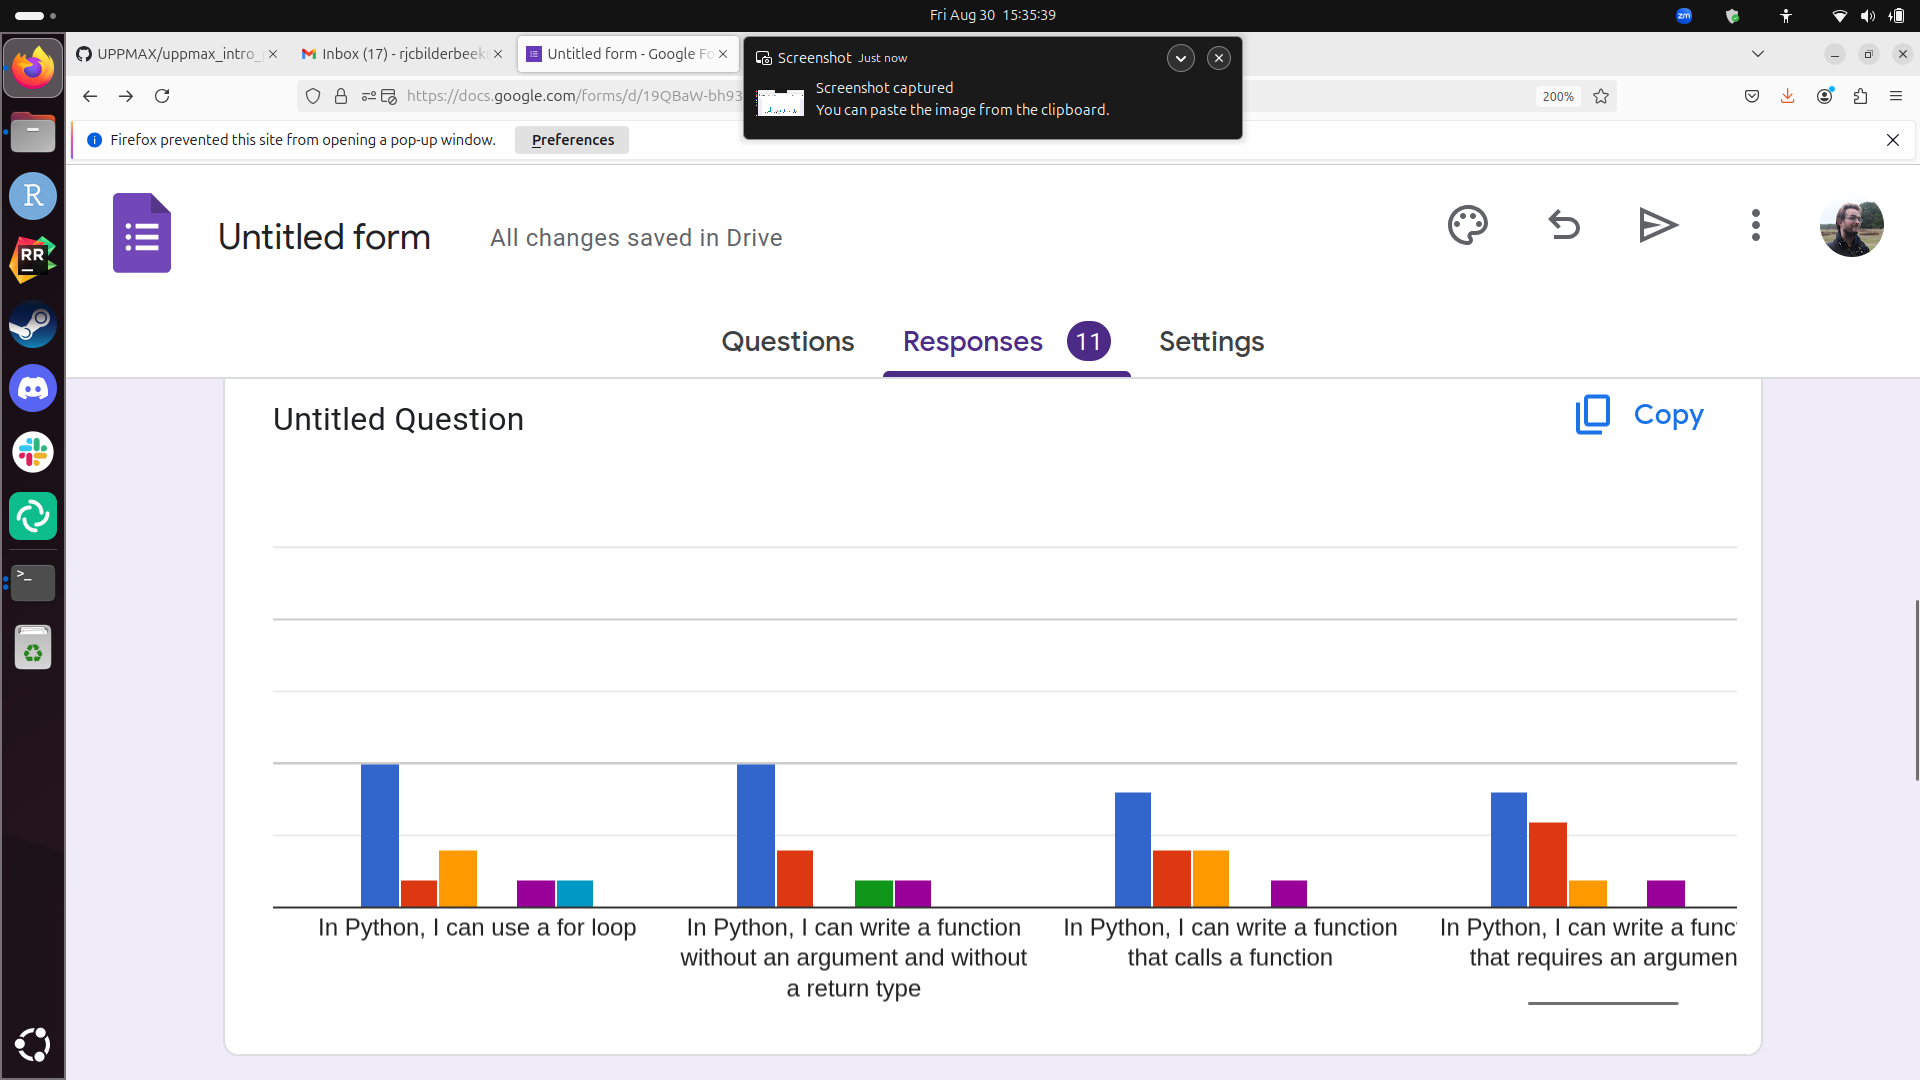 Fri Aug 30 15:35:39
zm
UPPMAX/uppmax_intro_
Inbox (17) - rjcbilderbeek
Untitled form - Google Fo
Screenshot Just now
Screenshot captured
You can paste the image from the clipboard.
https://docs.google.com/forms/d/19QBaW-bh93
200%
Firefox prevented this site from opening a pop-up window.
Preferences
R
RR
>_
Untitled form
All changes saved in Drive
Questions
Responses 11
Settings
Untitled Question
Copy
In Python, I can use a for loop
In Python, I can write a function
without an argument and without
a return type
In Python, I can write a function
that calls a function
In Python, I can write a func
that requires an argumen